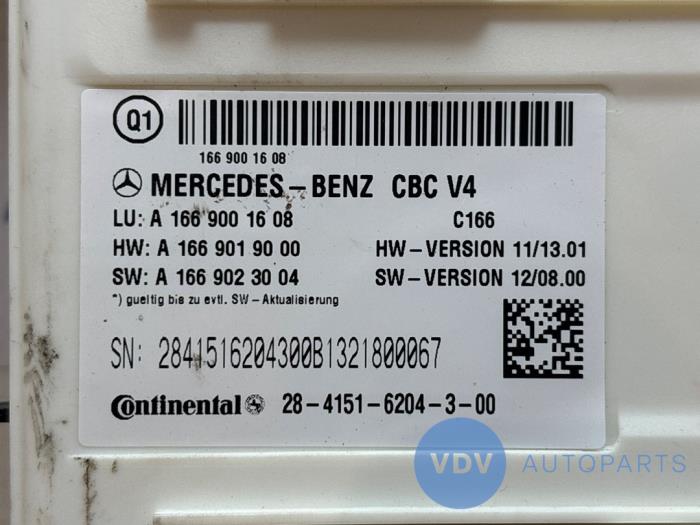 Q1
166 900 16 08
MERCEDES-BENZ CBC V4
LU: A 166 900 16 08 C166
HW: A 166 901 90 00 HW-VERSION 11/13.01
SW: A 166 902 30 04 SW-VERSION 12/08.00
*) gueltig bis zu evtl. SW-Aktualisierung
SN: 2841516204300B1321800067
Continental 28-4151-6204-3-00
VDV AUTOPARTS